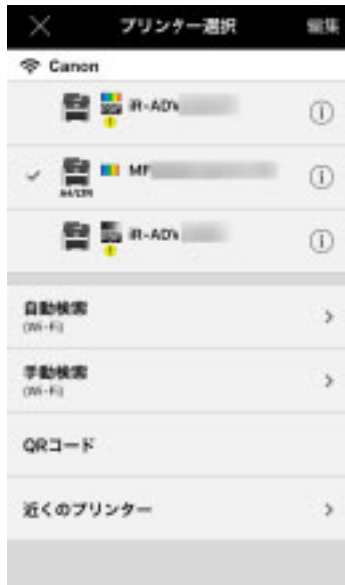 プリンター選択
編集
Canon
iR-ADV
MF
A4/LTR
iR-ADV
自動検索
(Wi-Fi)
手動検索
(Wi-Fi)
QRコード
近くのプリンター